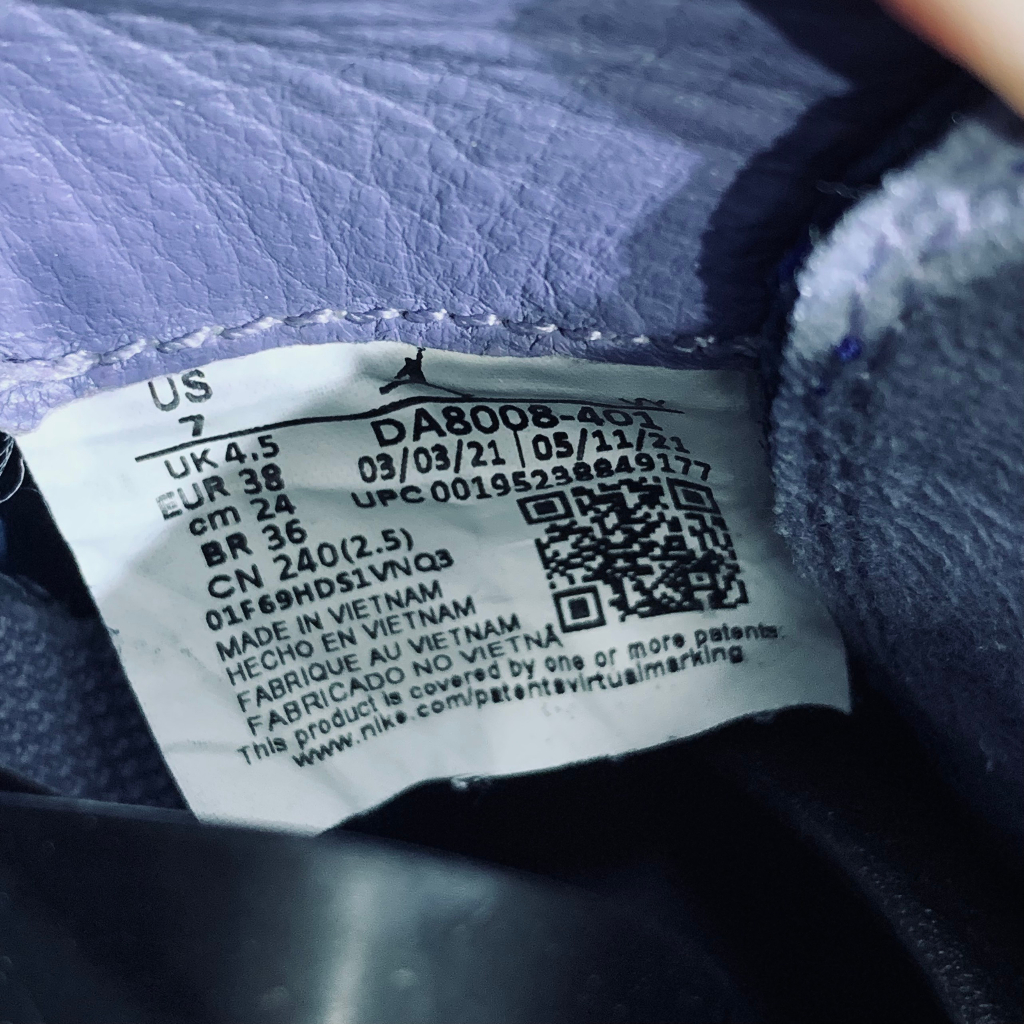 US
7
UK 4.5
EUR 38
cm 24
BR 36
CN 240(2.5)
DA8008-401
03/03/21 | 05/11/21
UPC 00195238849177
01F69HDS1VNQ3
MADE IN VIETNAM
HECHO EN VIETNAM
FABRIQUE AU VIETNAM
FABRICADO NO VIETNA
This product is covered by one or more patents.
www.nike.com/patentsvirtualmarking